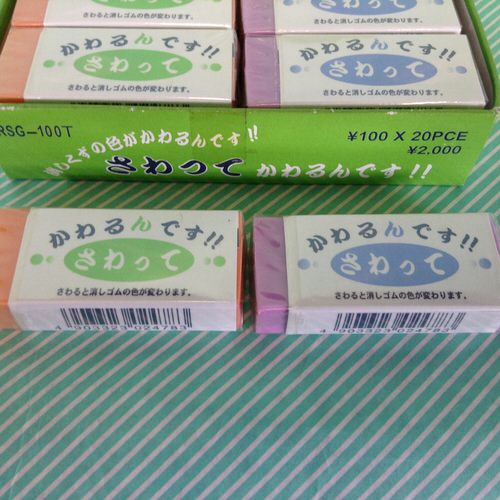 かわるんです!!
さわって
さわると消しゴムの色が変わります。
かわるんです!!
さわって
さわると消しゴムの色が変わります。
RSG-100T
消しゴムの色がかわるんです!!
さわって かわるんです!!
¥100 X 20PCE
¥2,000
かわるんです!!
さわって
さわると消しゴムの色が変わります。
4 903323 024783
かわるんです!!
さわって
さわると消しゴムの色が変わります。
4 903323 024783